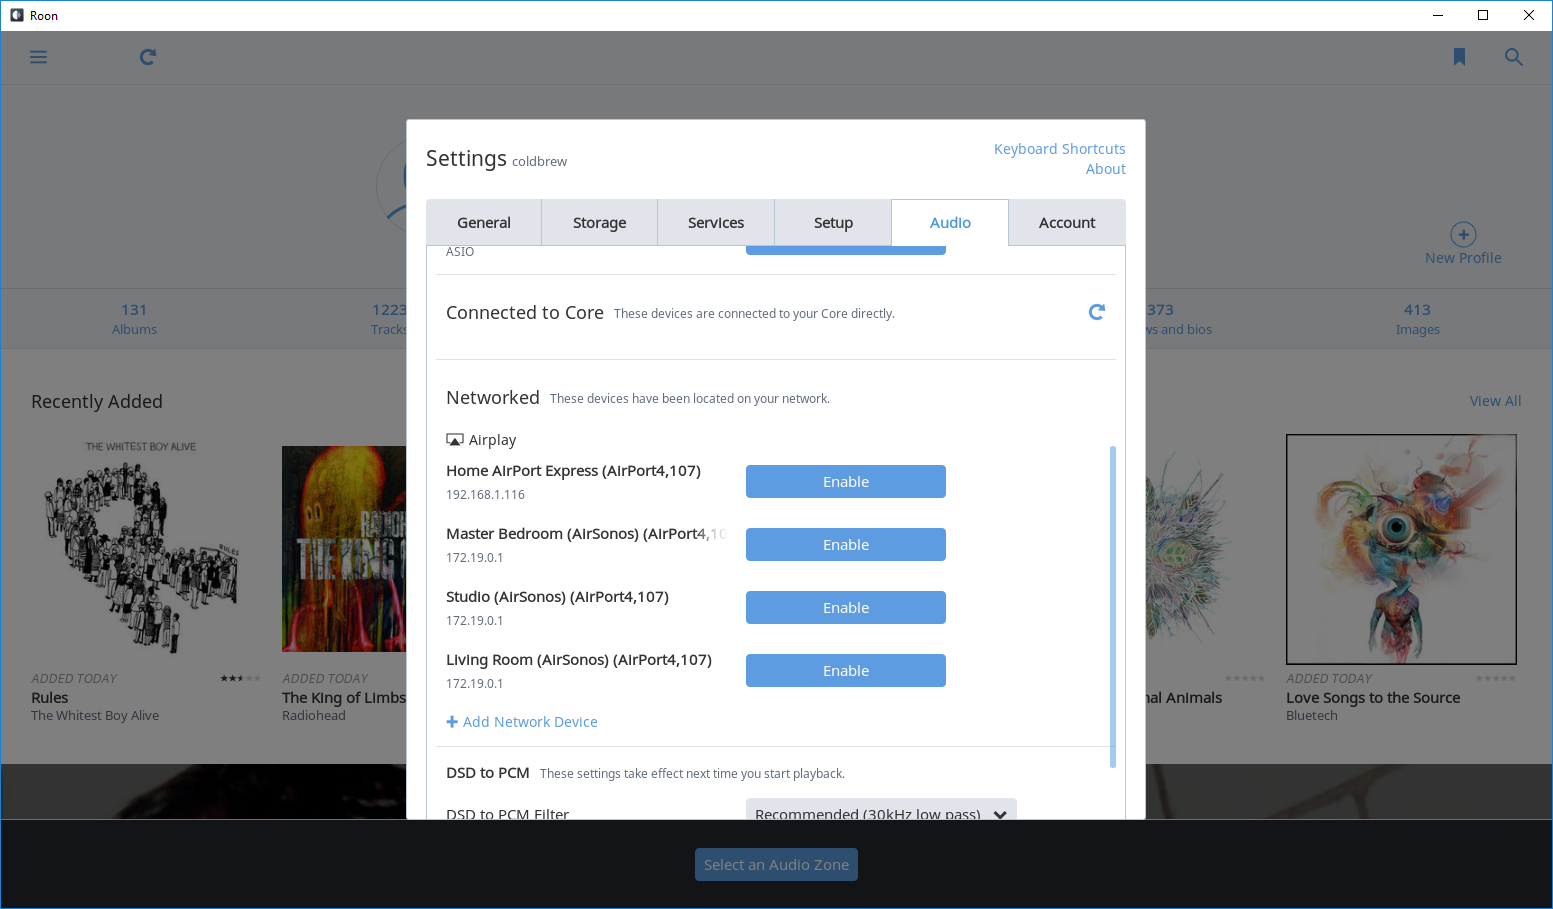 Roon
Settings coldbrew
Keyboard Shortcuts
About
General
Storage
Services
Setup
Audio
Account
ASIO
Connected to Core These devices are connected to your Core directly.
Networked These devices have been located on your network.
Airplay
Home AirPort Express (AirPort4,107)
192.168.1.116
Enable
Master Bedroom (AirSonos) (AirPort4,10
172.19.0.1
Enable
Studio (AirSonos) (AirPort4,107)
172.19.0.1
Enable
Living Room (AirSonos) (AirPort4,107)
172.19.0.1
Enable
Add Network Device
DSD to PCM These settings take effect next time you start playback.
DSD to PCM Filter
Recommended (30kHz low pass)
New Profile
131
Albums
1223
Tracks
373
ws and bios
413
Images
Recently Added
View All
THE WHITEST BOY ALIVE
RULES
ADDED TODAY
Rules
The Whitest Boy Alive
RADIOH
THE KING O
ADDED TODAY
The King of Limbs
Radiohead
nal Animals
ADDED TODAY
Love Songs to the Source
Bluetech
Select an Audio Zone